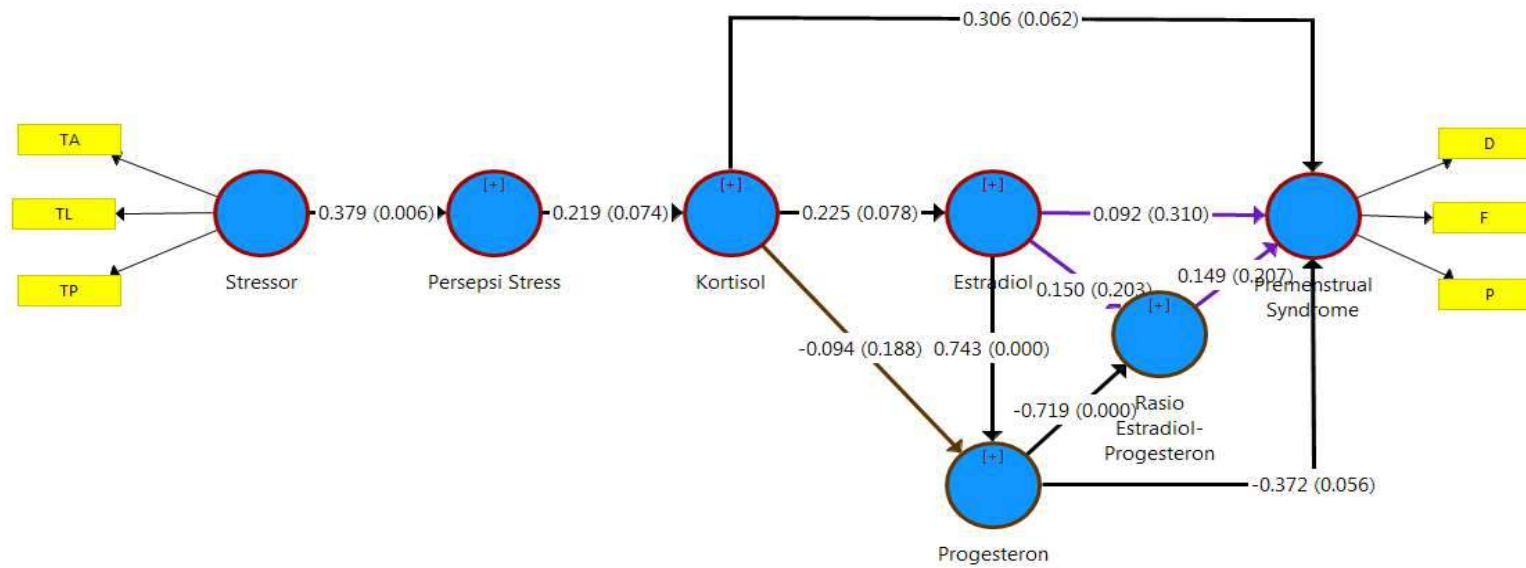 0.306 (0.062)
TA
TL
TP
Stressor
0.379 (0.006)
[+]
Persepsi Stress
0.219 (0.074)
[+]
Kortisol
0.225 (0.078)
[+]
Estradiol
0.092 (0.310)
0.150 (0.203)
0.149 (0.207)
Premenstrual
Syndrome
D
F
P
[+]
Rasio
Estradiol-
Progesteron
-0.094 (0.188)
0.743 (0.000)
-0.719 (0.000)
[+]
Progesteron
-0.372 (0.056)